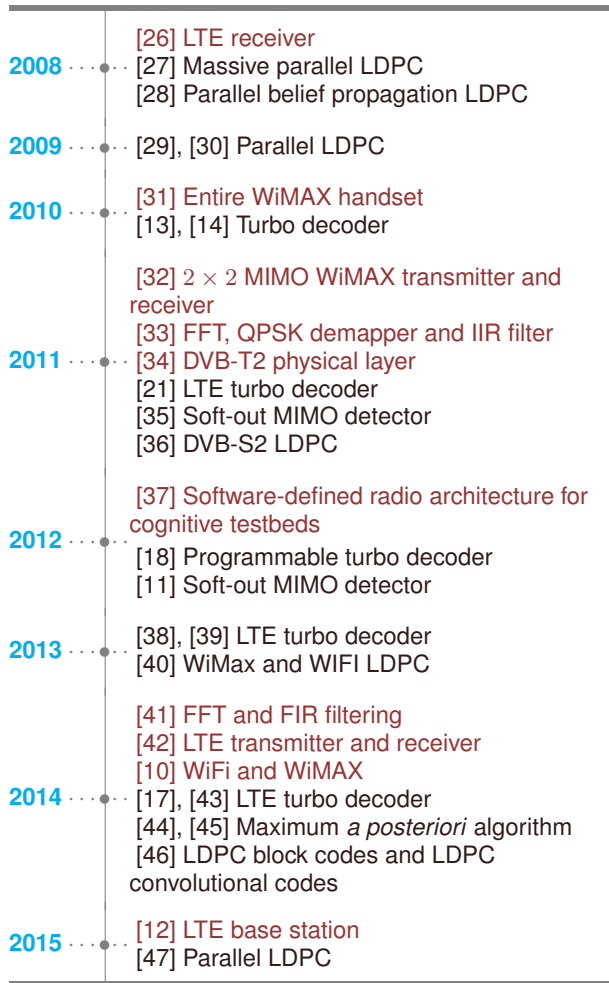 [26] LTE receiver
2008 [27] Massive parallel LDPC
[28] Parallel belief propagation LDPC
2009 [29], [30] Parallel LDPC
[31] Entire WiMAX handset
2010
[13], [14] Turbo decoder
[32] 2 × 2 MIMO WiMAX transmitter and
receiver
[33] FFT, QPSK demapper and IIR filter
2011 [34] DVB-T2 physical layer
[21] LTE turbo decoder
[35] Soft-out MIMO detector
[36] DVB-S2 LDPC
[37] Software-defined radio architecture for
cognitive testbeds
2012
[18] Programmable turbo decoder
[11] Soft-out MIMO detector
[38], [39] LTE turbo decoder
2013
[40] WiMax and WIFI LDPC
[41] FFT and FIR filtering
[42] LTE transmitter and receiver
[10] WiFi and WiMAX
2014 [17], [43] LTE turbo decoder
[44], [45] Maximum a posteriori algorithm
[46] LDPC block codes and LDPC
convolutional codes
[12] LTE base station
2015
[47] Parallel LDPC